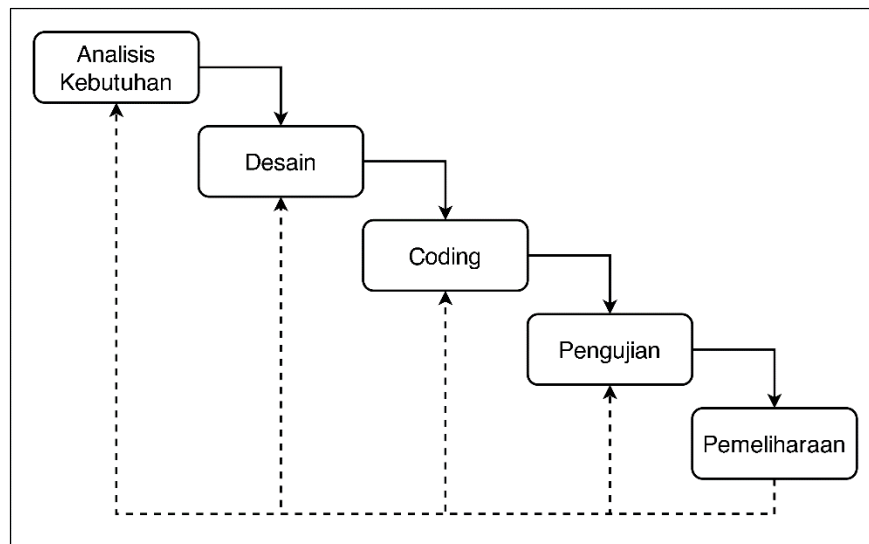 Analisis
Kebutuhan
Desain
Coding
Pengujian
Pemeliharaan